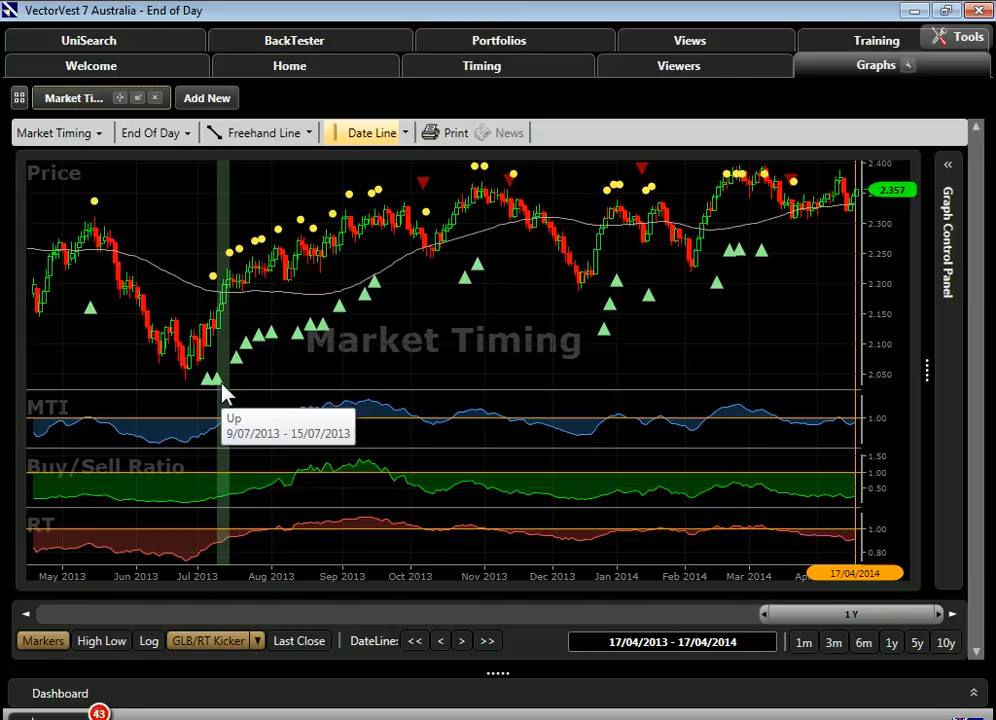 VectorVest 7 Australia - End of Day
UniSearch BackTester Portfolios Views Training Tools
Welcome Home Timing Viewers Graphs
Market Ti... Add New
Market Timing End Of Day Freehand Line Date Line Print News
Price
2.400
2.357
2.300
2.250
2.200
2.150
2.100
2.050
Market Timing
Up
9/07/2013 - 15/07/2013
MTI
1.00
Buy/Sell Ratio
1.50
1.00
0.50
RT
1.00
0.80
May 2013 Jun 2013 Jul 2013 Aug 2013 Sep 2013 Oct 2013 Nov 2013 Dec 2013 Jan 2014 Feb 2014 Mar 2014 17/04/2014
Graph Control Panel
1 Y
Markers High Low Log GLB/RT Kicker Last Close DateLine: << < > >> 17/04/2013 - 17/04/2014 1m 3m 6m 1y 5y 10y
Dashboard
43